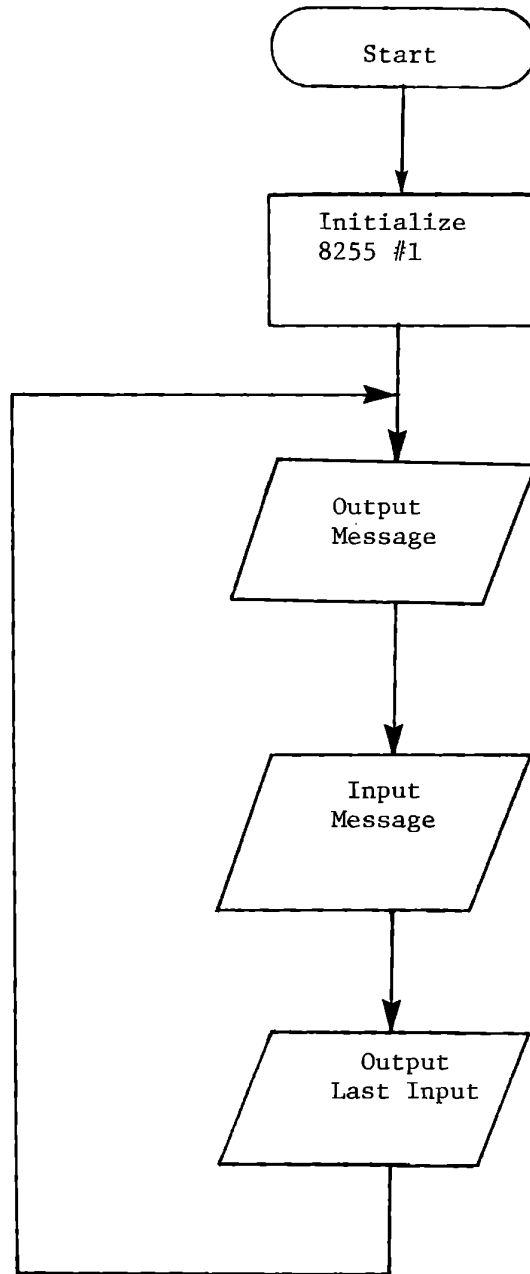 Start
Initialize
8255 #1
Output
Message
Input
Message
Output
Last Input